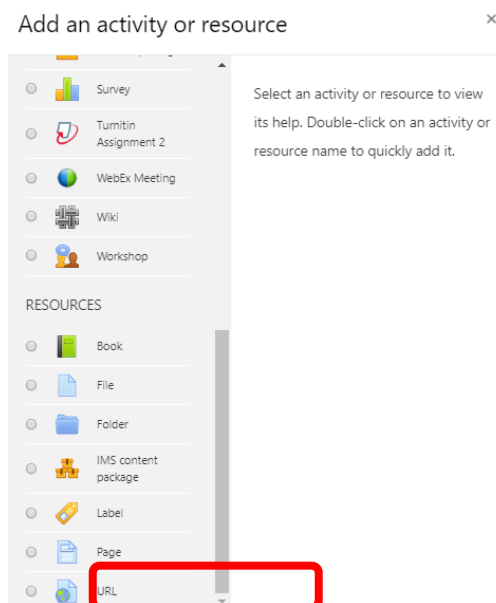 Add an activity or resource
×
Survey
Turnitin
Assignment 2
WebEx Meeting
Wiki
Workshop
RESOURCES
Book
File
Folder
IMS content
package
Label
Page
URL
Select an activity or resource to view
its help. Double-click on an activity or
resource name to quickly add it.